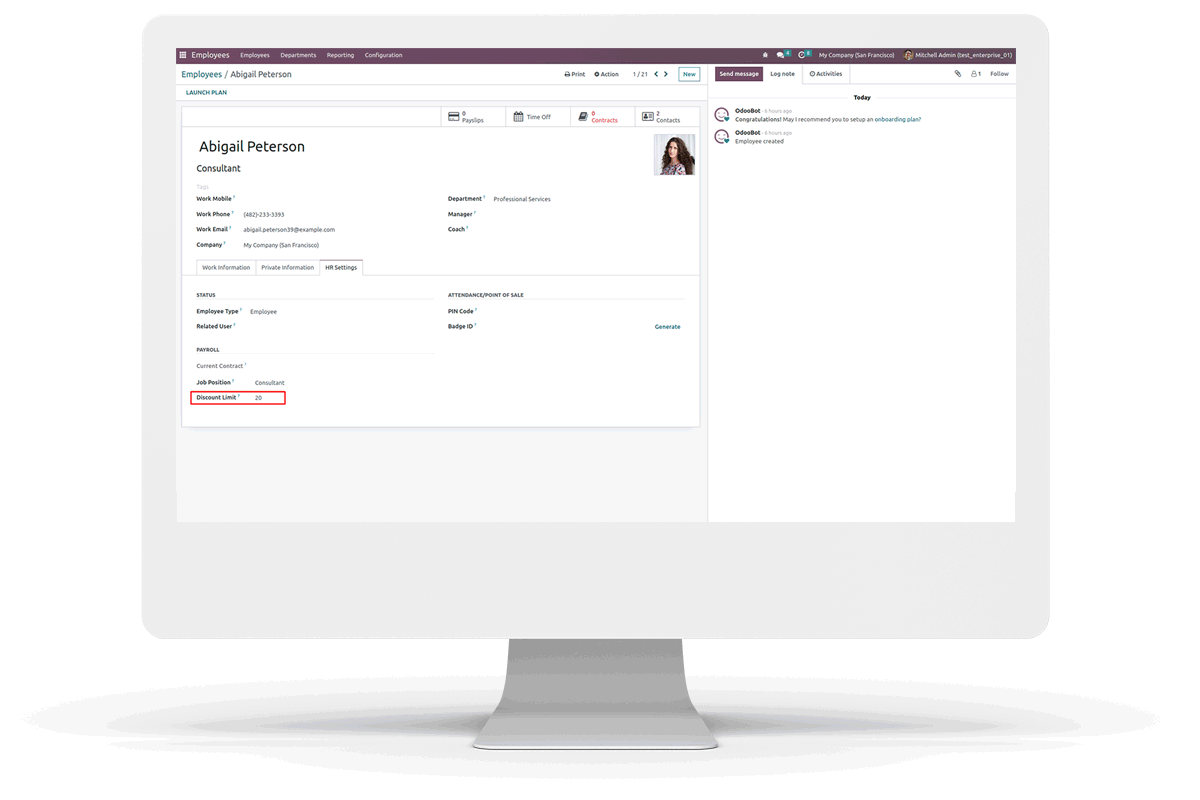 Employees Employees Departments Reporting Configuration 4 8 My Company (San Francisco) Mitchell Admin (test_enterprise_01)
Employees / Abigail Peterson Print Action 1 / 21 New
LAUNCH PLAN
0 Payslips
Time Off
0 Contracts
2 Contacts
Abigail Peterson
Consultant
Tags
Work Mobile ?
Work Phone ? (482)-233-3393
Work Email ? abigail.peterson39@example.com
Company ? My Company (San Francisco)
Department ? Professional Services
Manager ?
Coach ?
Work Information Private Information HR Settings
STATUS
Employee Type ? Employee
Related User ?
ATTENDANCE/POINT OF SALE
PIN Code ?
Badge ID ? Generate
PAYROLL
Current Contract ?
Job Position ? Consultant
Discount Limit ? 20
Send message Log note Activities 1 Follow
Today
OdooBot - 6 hours ago
Congratulations! May I recommend you to setup an onboarding plan?
OdooBot - 6 hours ago
Employee created